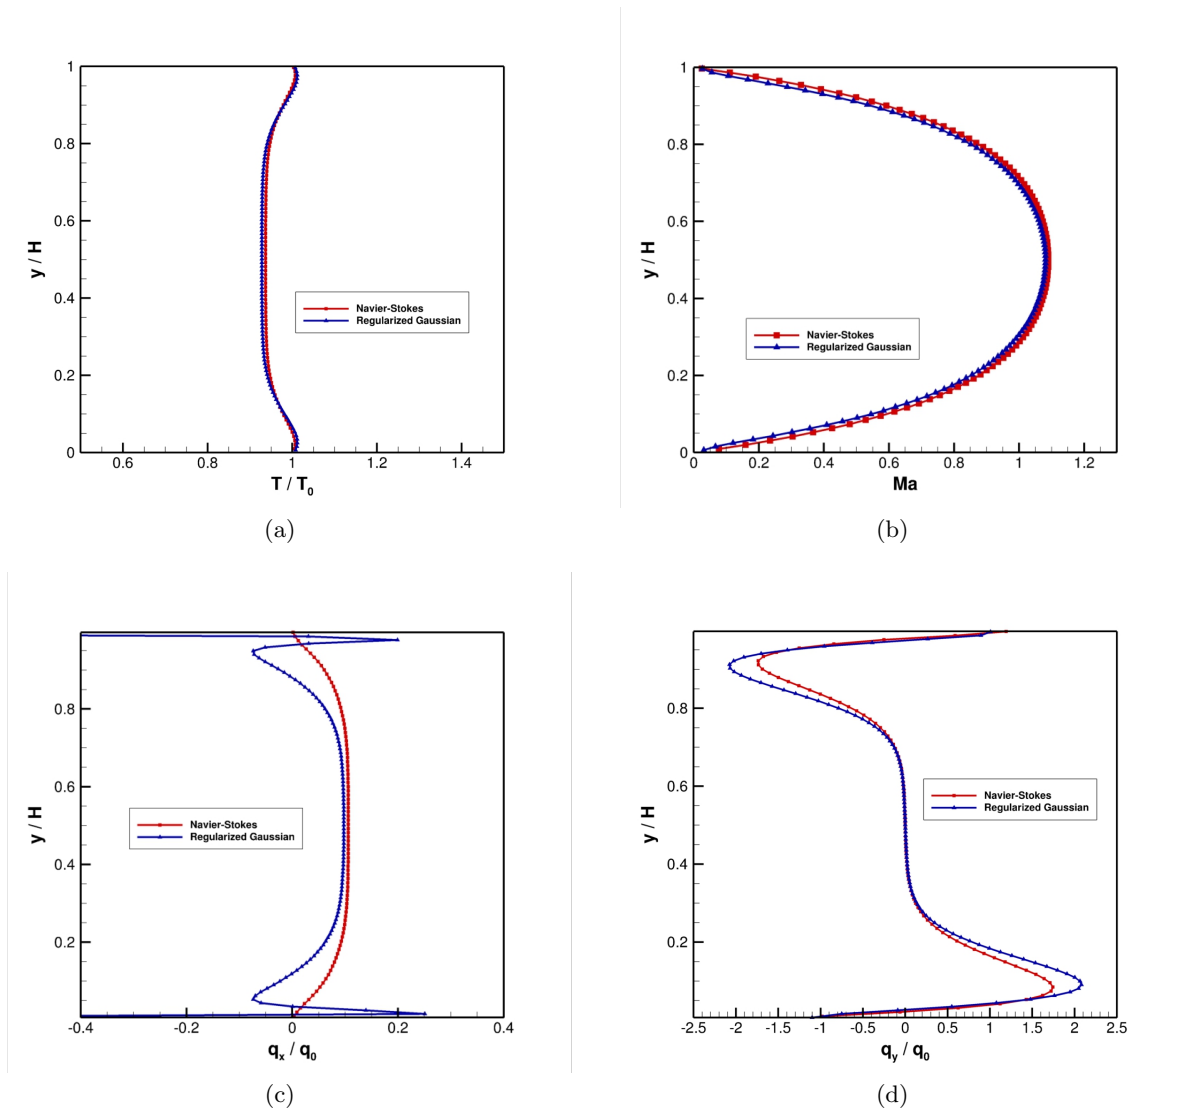 1
0.8
0.6
0.4
0.2
0
0.6 0.8 1 1.2 1.4
y / H
T / T0
Navier-Stokes
Regularized Gaussian
(a)
1
0.8
0.6
0.4
0.2
0
0 0.2 0.4 0.6 0.8 1 1.2
y / H
Ma
Navier-Stokes
Regularized Gaussian
(b)
0.8
0.6
0.4
0.2
-0.4 -0.2 0 0.2 0.4
y / H
qx / q0
Navier-Stokes
Regularized Gaussian
(c)
0.8
0.6
0.4
0.2
-2.5 -2 -1.5 -1 -0.5 0 0.5 1 1.5 2 2.5
y / H
qy / q0
Navier-Stokes
Regularized Gaussian
(d)